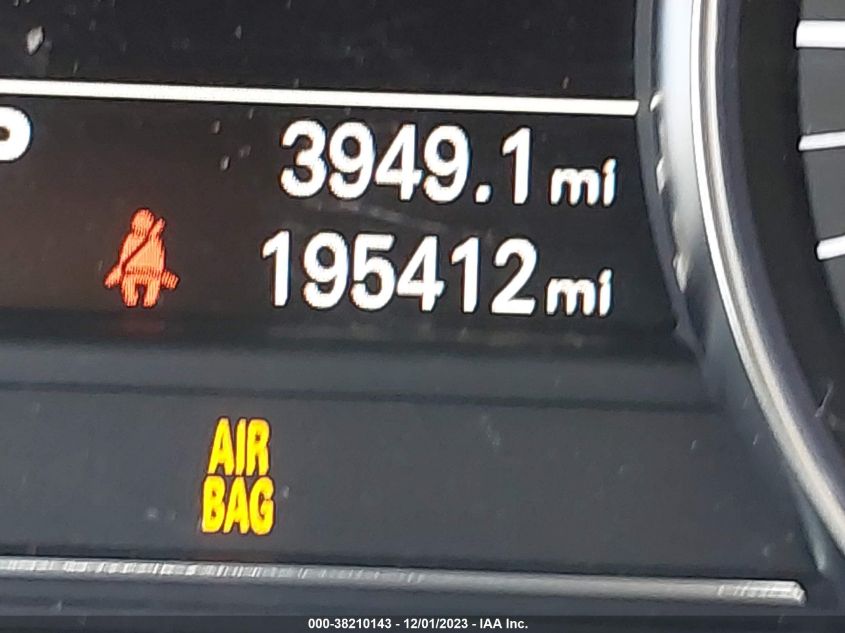 P
3949.1 mi
195412 mi
AIR
BAG
000-38210143 - 12/01/2023 - IAA Inc.